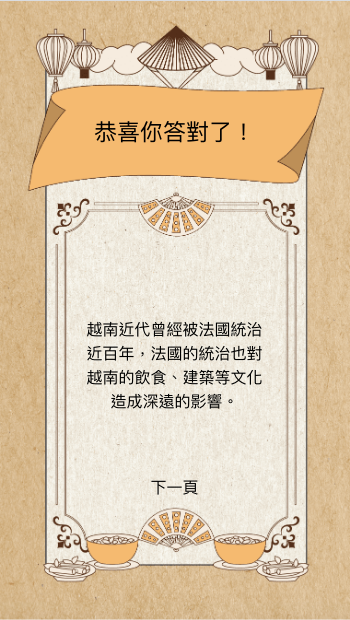 恭喜你答對了！
越南近代曾經被法國統治
近百年，法國的統治也對
越南的飲食、建築等文化
造成深遠的影響。
下一頁